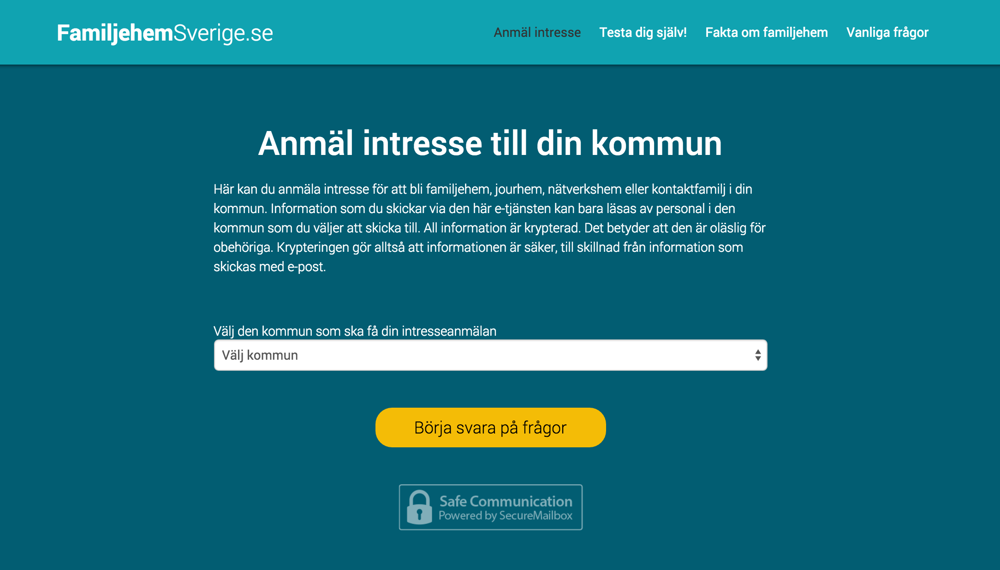 FamiljehemSverige.se
Anmäl intresse
Testa dig själv!
Fakta om familjehem
Vanliga frågor
Anmäl intresse till din kommun
Här kan du anmäla intresse för att bli familjehem, jourhem, nätverkshem eller kontaktfamilj i din
kommun. Information som du skickar via den här e-tjänsten kan bara läsas av personal i den
kommun som du väljer att skicka till. All information är krypterad. Det betyder att den är oläslig för
obehöriga. Krypteringen gör alltså att informationen är säker, till skillnad från information som
skickas med e-post.
Välj den kommun som ska få din intresseanmälan
Välj kommun
Börja svara på frågor
Safe Communication
Powered by SecureMailbox